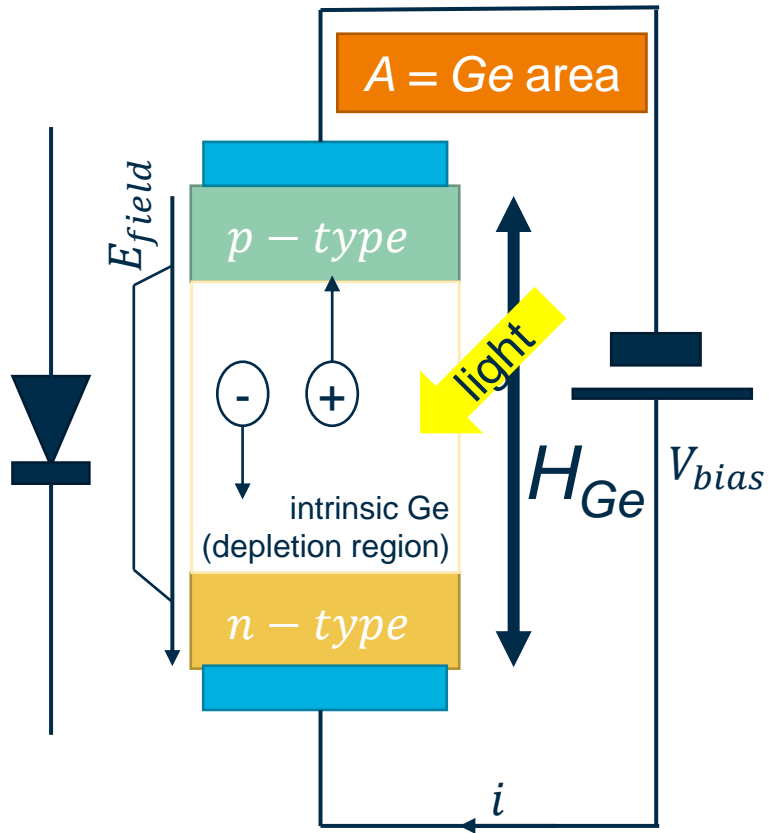 A = Ge area
E_field
p − type
light
-
+
H_Ge
V_bias
intrinsic Ge
(depletion region)
n − type
i